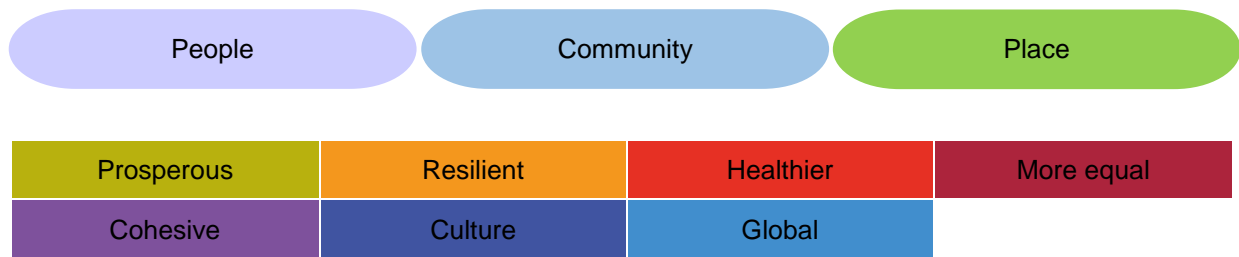 People Community Place
Prosperous Resilient Healthier More equal
Cohesive Culture Global